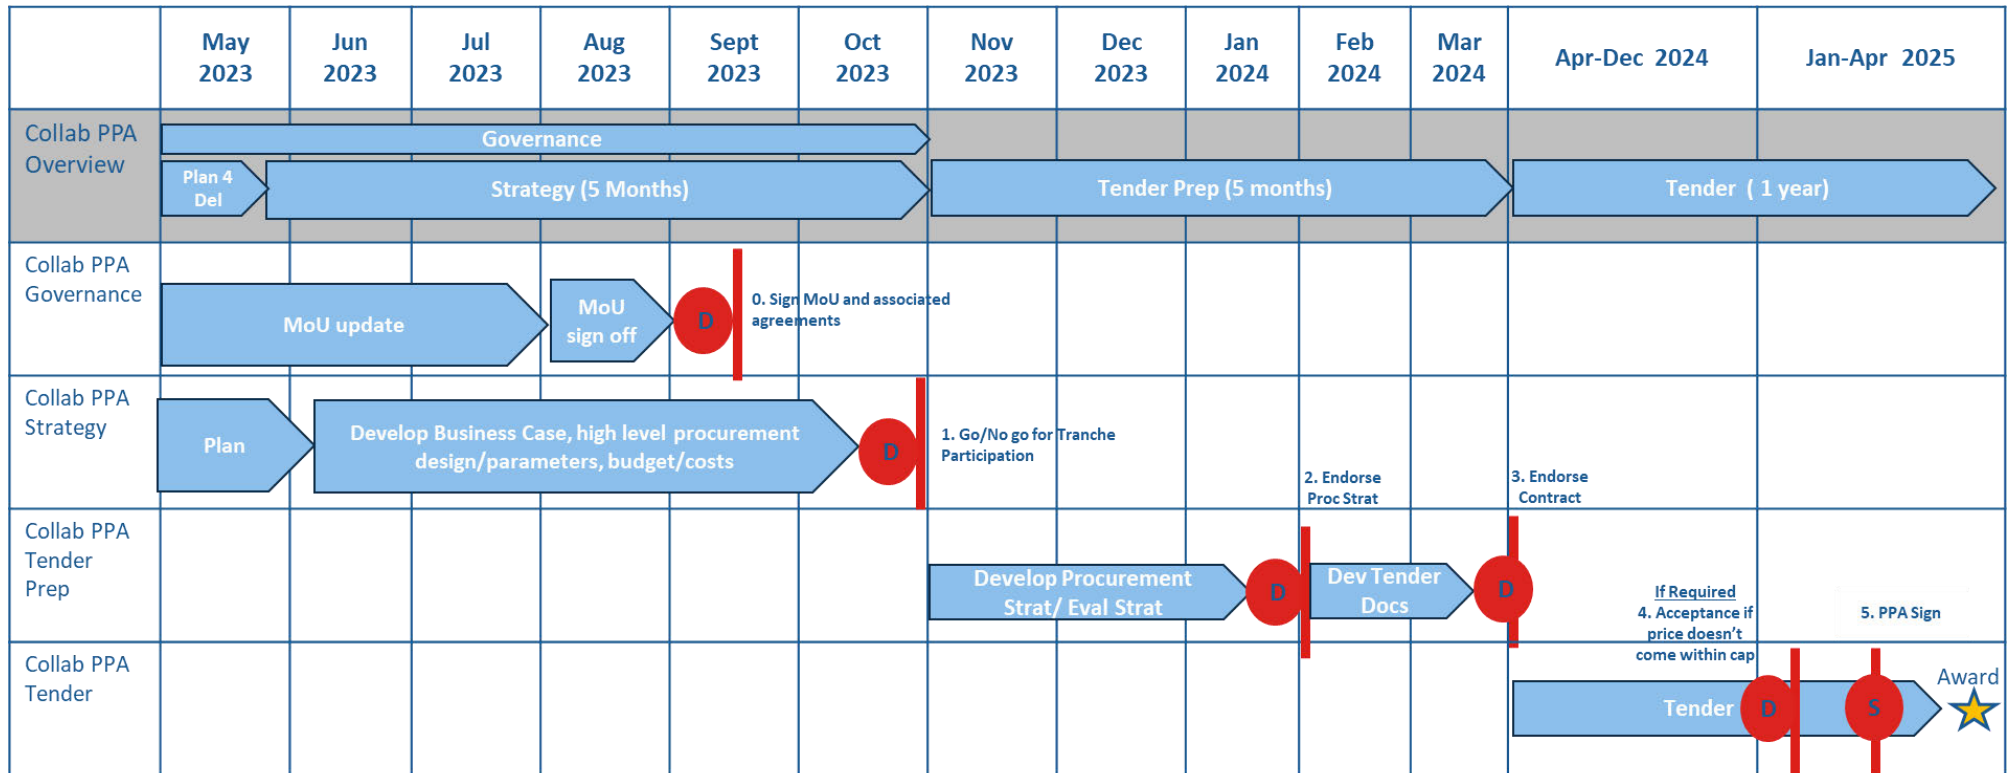 May 2023
Jun 2023
Jul 2023
Aug 2023
Sept 2023
Oct 2023
Nov 2023
Dec 2023
Jan 2024
Feb 2024
Mar 2024
Apr-Dec 2024
Jan-Apr 2025
Collab PPA
Overview
Governance
Plan 4
Del
Strategy (5 Months)
Tender Prep (5 months)
Tender ( 1 year)
Collab PPA
Governance
MoU update
MoU
sign off
D
0. Sign MoU and associated
agreements
Collab PPA
Strategy
Plan
Develop Business Case, high level procurement
design/parameters, budget/costs
D
1. Go/No go for Tranche
Participation
2. Endorse
Proc Strat
3. Endorse
Contract
Collab PPA
Tender
Prep
Develop Procurement
Strat/ Eval Strat
D
Dev Tender
Docs
D
If Required
4. Acceptance if
price doesn't
come within cap
5. PPA Sign
Collab PPA
Tender
Tender
D
S
Award